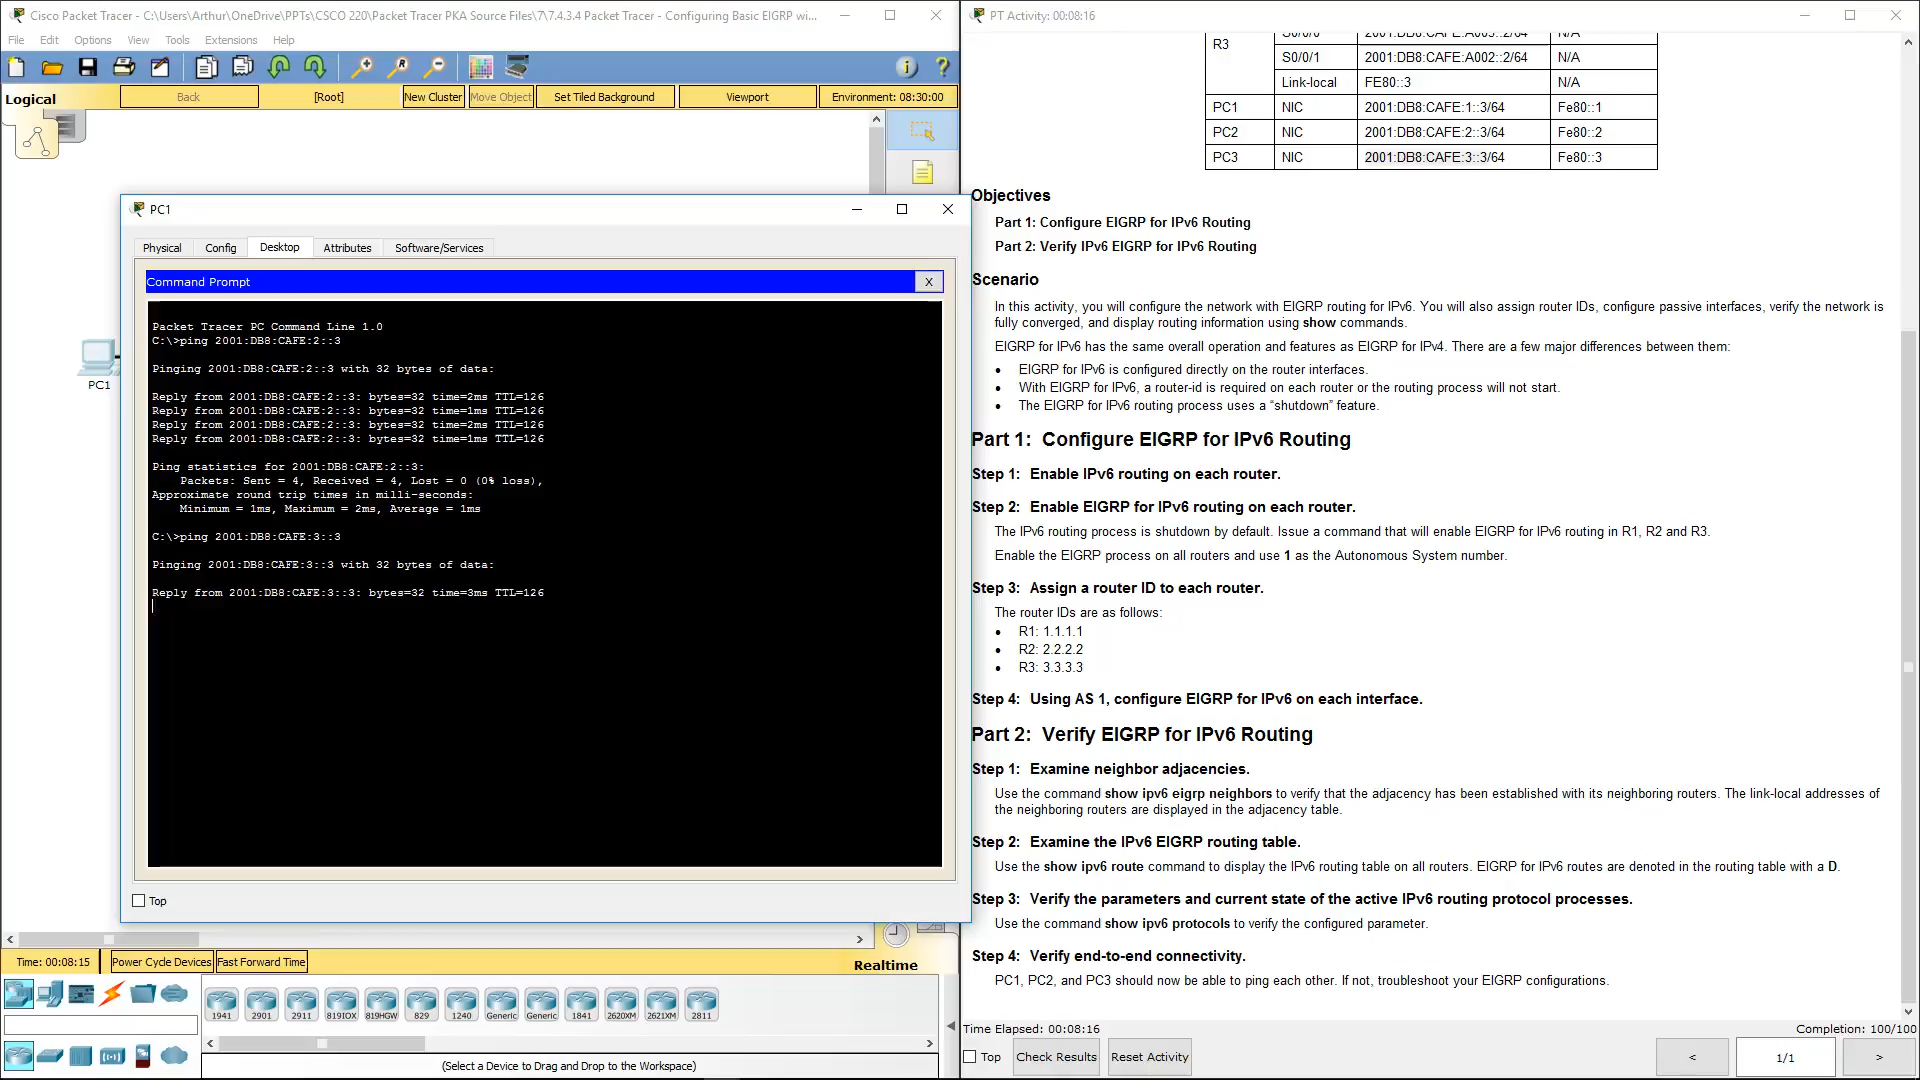 Cisco Packet Tracer - C:\Users\Arthur\OneDrive\PPTs\CSCO 220\Packet Tracer PKA Source Files\7\7.4.3.4 Packet Tracer - Configuring Basic EIGRP wi...
File Edit Options View Tools Extensions Help
Logical
Back
[Root]
New Cluster
Move Object
Set Tiled Background
Viewport
Environment: 08:30:00
PC1
PC1
Physical
Config
Desktop
Attributes
Software/Services
Command Prompt
X
Packet Tracer PC Command Line 1.0
C:\>ping 2001:DB8:CAFE:2::3
Pinging 2001:DB8:CAFE:2::3 with 32 bytes of data:
Reply from 2001:DB8:CAFE:2::3: bytes=32 time=2ms TTL=126
Reply from 2001:DB8:CAFE:2::3: bytes=32 time=1ms TTL=126
Reply from 2001:DB8:CAFE:2::3: bytes=32 time=2ms TTL=126
Reply from 2001:DB8:CAFE:2::3: bytes=32 time=1ms TTL=126
Ping statistics for 2001:DB8:CAFE:2::3:
Packets: Sent = 4, Received = 4, Lost = 0 (0% loss),
Approximate round trip times in milli-seconds:
Minimum = 1ms, Maximum = 2ms, Average = 1ms
C:\>ping 2001:DB8:CAFE:3::3
Pinging 2001:DB8:CAFE:3::3 with 32 bytes of data:
Reply from 2001:DB8:CAFE:3::3: bytes=32 time=3ms TTL=126
Top
Time: 00:08:15
Power Cycle Devices
Fast Forward Time
Realtime
1941 2901 2911 819IOX 819HGW 829 1240 Generic Generic 1841 2620XM 2621XM 2811
(Select a Device to Drag and Drop to the Workspace)
PT Activity: 00:08:16
R3
S0/0/1 2001:DB8:CAFE:A002::2/64 N/A
Link-local FE80::3 N/A
PC1 NIC 2001:DB8:CAFE:1::3/64 Fe80::1
PC2 NIC 2001:DB8:CAFE:2::3/64 Fe80::2
PC3 NIC 2001:DB8:CAFE:3::3/64 Fe80::3
Objectives
Part 1: Configure EIGRP for IPv6 Routing
Part 2: Verify IPv6 EIGRP for IPv6 Routing
Scenario
In this activity, you will configure the network with EIGRP routing for IPv6. You will also assign router IDs, configure passive interfaces, verify the network is
fully converged, and display routing information using show commands.
EIGRP for IPv6 has the same overall operation and features as EIGRP for IPv4. There are a few major differences between them:
• EIGRP for IPv6 is configured directly on the router interfaces.
• With EIGRP for IPv6, a router-id is required on each router or the routing process will not start.
• The EIGRP for IPv6 routing process uses a “shutdown” feature.
Part 1: Configure EIGRP for IPv6 Routing
Step 1: Enable IPv6 routing on each router.
Step 2: Enable EIGRP for IPv6 routing on each router.
The IPv6 routing process is shutdown by default. Issue a command that will enable EIGRP for IPv6 routing in R1, R2 and R3.
Enable the EIGRP process on all routers and use 1 as the Autonomous System number.
Step 3: Assign a router ID to each router.
The router IDs are as follows:
• R1: 1.1.1.1
• R2: 2.2.2.2
• R3: 3.3.3.3
Step 4: Using AS 1, configure EIGRP for IPv6 on each interface.
Part 2: Verify EIGRP for IPv6 Routing
Step 1: Examine neighbor adjacencies.
Use the command show ipv6 eigrp neighbors to verify that the adjacency has been established with its neighboring routers. The link-local addresses of
the neighboring routers are displayed in the adjacency table.
Step 2: Examine the IPv6 EIGRP routing table.
Use the show ipv6 route command to display the IPv6 routing table on all routers. EIGRP for IPv6 routes are denoted in the routing table with a D.
Step 3: Verify the parameters and current state of the active IPv6 routing protocol processes.
Use the command show ipv6 protocols to verify the configured parameter.
Step 4: Verify end-to-end connectivity.
PC1, PC2, and PC3 should now be able to ping each other. If not, troubleshoot your EIGRP configurations.
Time Elapsed: 00:08:16
Completion: 100/100
Top
Check Results
Reset Activity
<
1/1
>